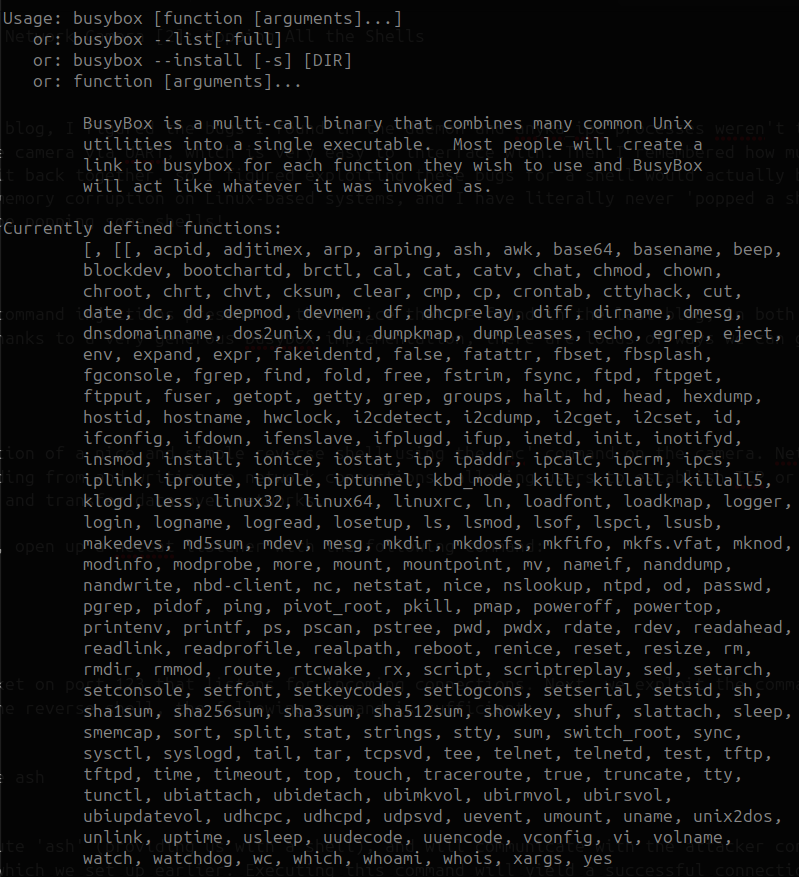 Usage: busybox [function [arguments]...]
or: busybox --list[-full]
or: busybox --install [-s] [DIR]
or: function [arguments]...
BusyBox is a multi-call binary that combines many common Unix
utilities into a single executable.  Most people will create a
link to busybox for each function they wish to use and BusyBox
will act like whatever it was invoked as.
Currently defined functions:
[, [[, acpid, adjtimex, arp, arping, ash, awk, base64, basename, beep,
blockdev, bootchartd, brctl, cal, cat, catv, chat, chmod, chown,
chroot, chrt, chvt, cksum, clear, cmp, cp, crontab, cttyhack, cut,
date, dc, dd, depmod, devmem, df, dhcprelay, diff, dirname, dmesg,
dnsdomainname, dos2unix, du, dumpkmap, dumpleases, echo, egrep, eject,
env, expand, expr, fakeidentd, false, fatattr, fbset, fbsplash,
fgconsole, fgrep, find, fold, free, fstrim, fsync, ftpd, ftpget,
ftpput, fuser, getopt, getty, grep, groups, halt, hd, head, hexdump,
hostid, hostname, hwclock, i2cdetect, i2cdump, i2cget, i2cset, id,
ifconfig, ifdown, ifenslave, ifplugd, ifup, inetd, init, inotifyd,
insmod, install, ionice, iostat, ip, ipaddr, ipcalc, ipcrm, ipcs,
iplink, iproute, iprule, iptunnel, kbd_mode, kill, killall, killall5,
klogd, less, linux32, linux64, linuxrc, ln, loadfont, loadkmap, logger,
login, logname, logread, losetup, ls, lsmod, lsof, lspci, lsusb,
makedevs, md5sum, mdev, mesg, mkdir, mkdosfs, mkfifo, mkfs.vfat, mknod,
modinfo, modprobe, more, mount, mountpoint, mv, nameif, nanddump,
nandwrite, nbd-client, nc, netstat, nice, nslookup, ntpd, od, passwd,
pgrep, pidof, ping, pivot_root, pkill, pmap, poweroff, powertop,
printenv, printf, ps, pscan, pstree, pwd, pwdx, rdate, rdev, readahead,
readlink, readprofile, realpath, reboot, renice, reset, resize, rm,
rmdir, rmmod, route, rtcwake, rx, script, scriptreplay, sed, setarch,
setconsole, setfont, setkeycodes, setlogcons, setserial, setsid, sh,
sha1sum, sha256sum, sha3sum, sha512sum, showkey, shuf, slattach, sleep,
smemcap, sort, split, stat, strings, stty, sum, switch_root, sync,
sysctl, syslogd, tail, tar, tcpsvd, tee, telnet, telnetd, test, tftp,
tftpd, time, timeout, top, touch, traceroute, true, truncate, tty,
tunctl, ubiattach, ubidetach, ubimkvol, ubirmvol, ubirsvol,
ubiupdatevol, udhcpc, udhcpd, udpsvd, uevent, umount, uname, unix2dos,
unlink, uptime, usleep, uudecode, uuencode, vconfig, vi, volname,
watch, watchdog, wc, which, whoami, whois, xargs, yes